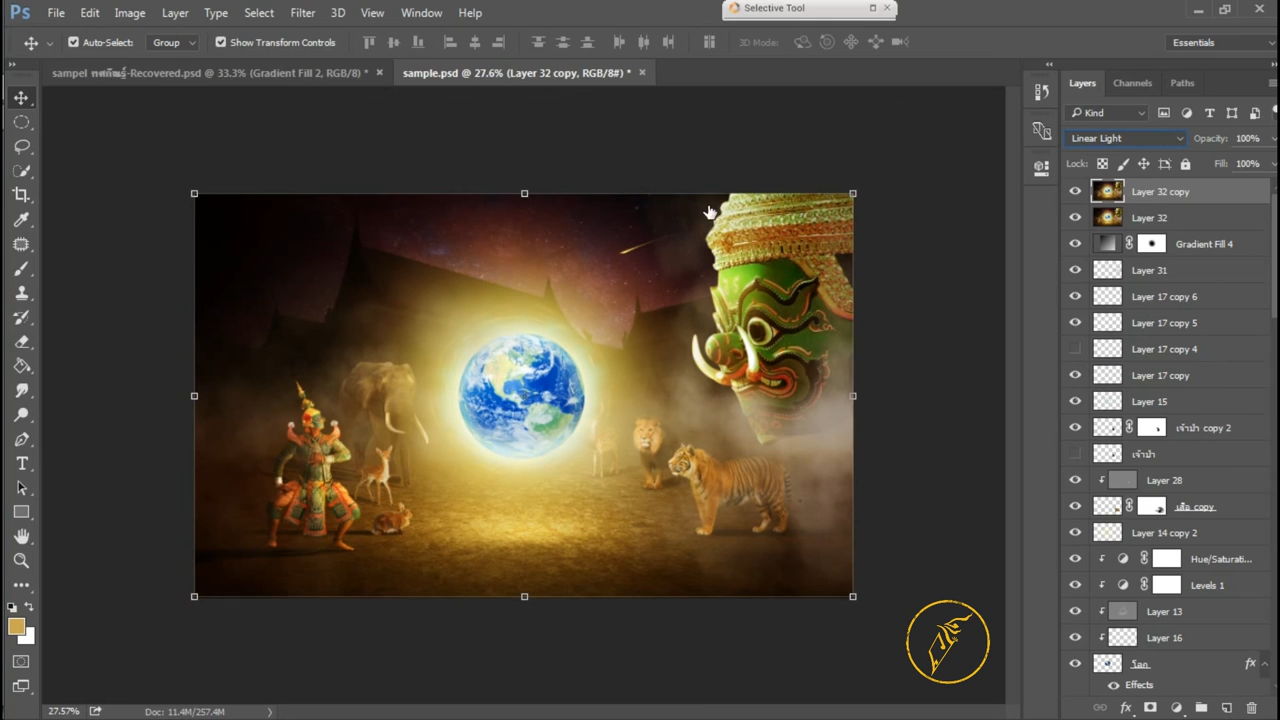 Ps File Edit Image Layer Type Select Filter 3D View Window Help
Selective Tool
Auto-Select: Group Show Transform Controls 3D Mode: Essentials
sampel ทศกัณฐ์-Recovered.psd @ 33.3% (Gradient Fill 2, RGB/8) * sample.psd @ 27.6% (Layer 32 copy, RGB/8#) *
Layers Channels Paths
Kind
Linear Light Opacity: 100%
Lock: Fill: 100%
Layer 32 copy
Layer 32
Gradient Fill 4
Layer 31
Layer 17 copy 6
Layer 17 copy 5
Layer 17 copy 4
Layer 17 copy
Layer 15
เจ้าป่า copy 2
เจ้าป่า
Layer 28
เสือ copy
Layer 14 copy 2
Hue/Saturati...
Levels 1
Layer 13
Layer 16
โลก fx
Effects
27.57% Doc: 11.4M/257.4M